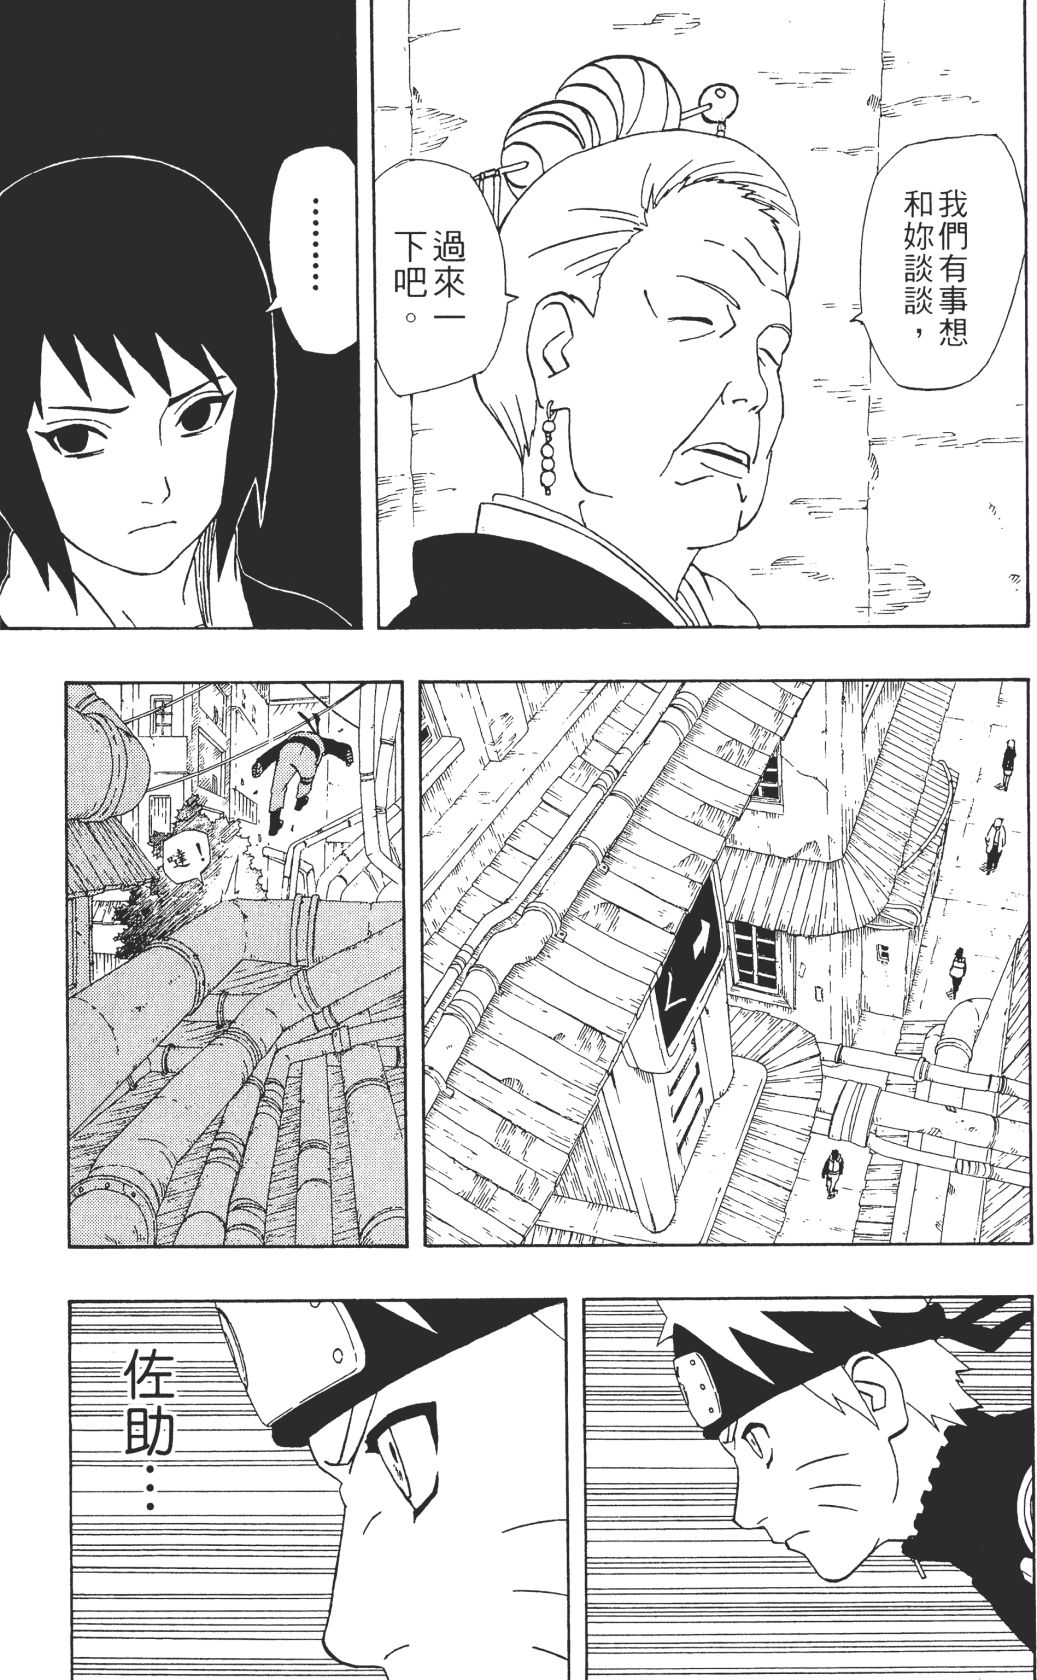 我們有事想
和妳談談，
過來一
下吧。
………
噠！
佐助…